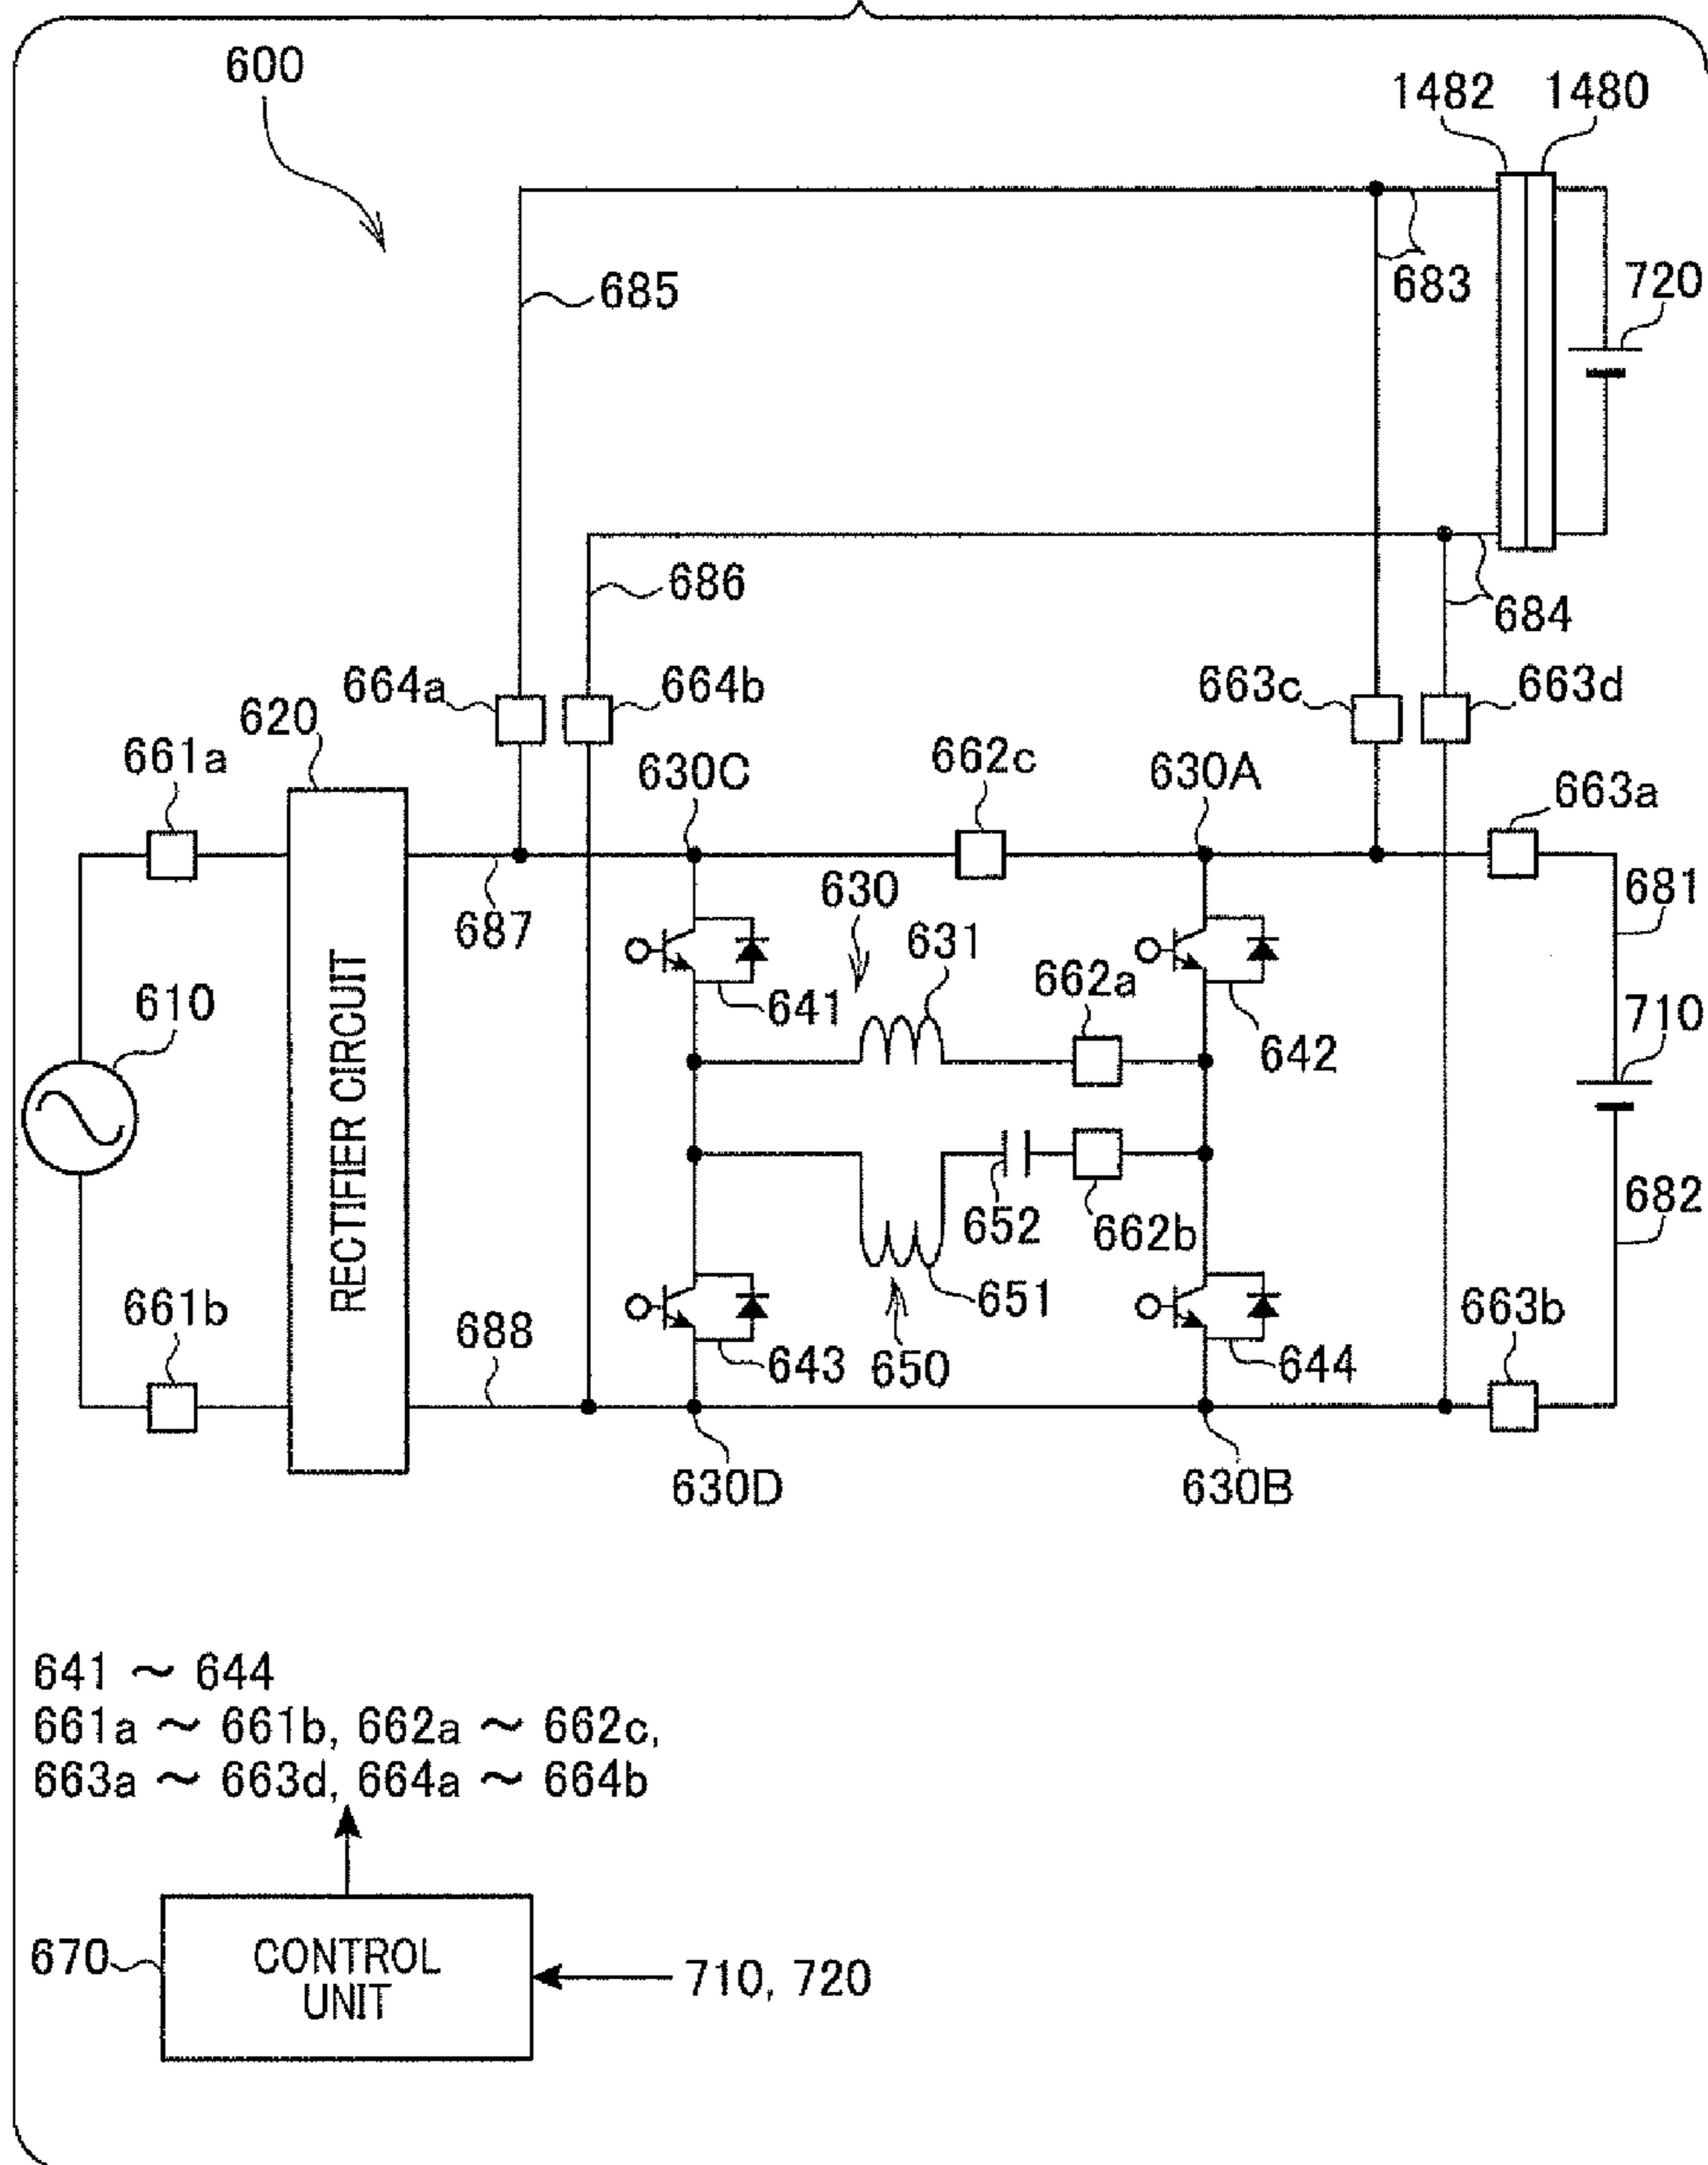 600
1482 1480
685
683
720
686
684
664a
664b
663c
663d
620
661a
630C
662c
630A
663a
687
630
631
681
641
662a
642
610
RECTIFIER CIRCUIT
710
652
662b
682
651
661b
688
643
650
644
663b
630D
630B
641 ~ 644
661a ~ 661b, 662a ~ 662c,
663a ~ 663d, 664a ~ 664b
670
CONTROL
UNIT
710, 720